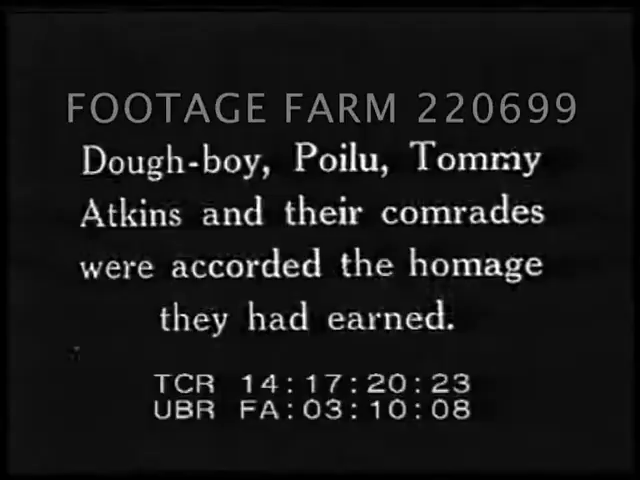 FOOTAGE FARM 220699
Dough-boy, Poilu, Tommy
Atkins and their comrades
were accorded the homage
they had earned.
TCR 14:17:20:23
UBR FA:03:10:08